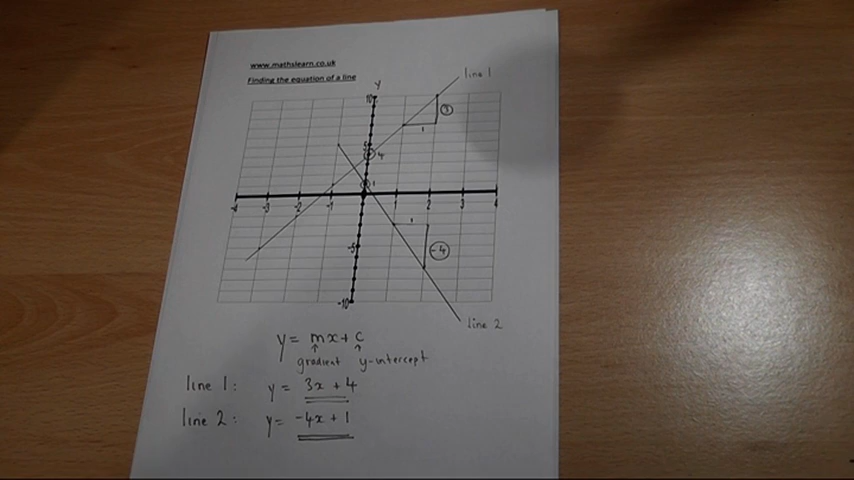 www.mathslearn.co.uk
Finding the equation of a line
line 1
y
10
3
1
5
4
1
-4 -3 -2 -1 1 2 3 4
1
-5
-4
-10
line 2
y = mx + c
↑ ↑
gradient y-intercept
line 1: y = 3x + 4
line 2: y = -4x + 1